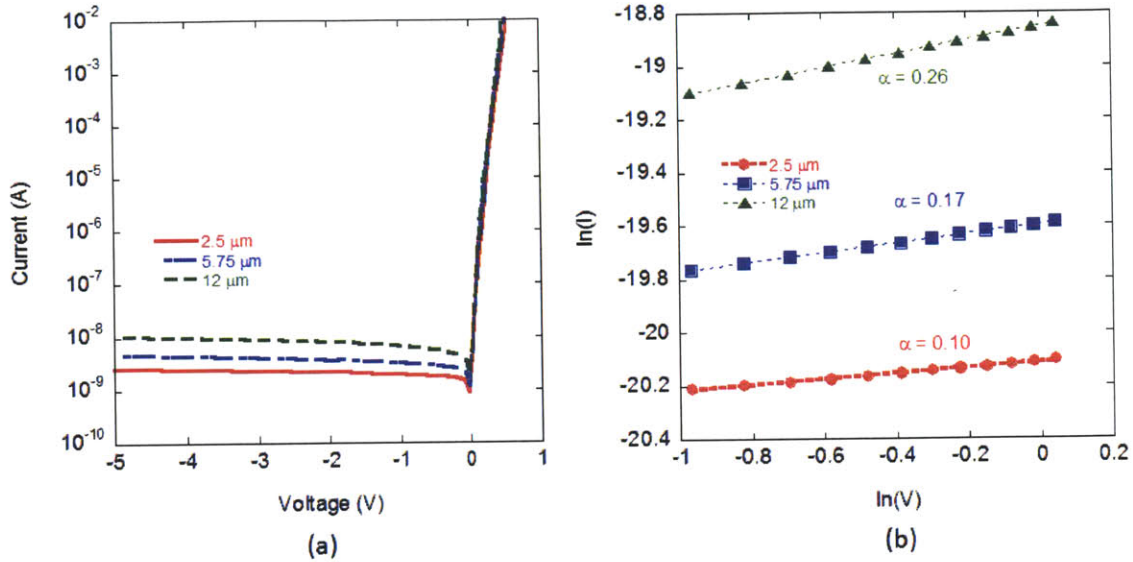 10-2
10-3
10-4
10-5
10-6
10-7
10-8
10-9
10-10
Current (A)
2.5 μm
5.75 μm
12 μm
-5 -4 -3 -2 -1 0 1
Voltage (V)
(a)
-18.8
-19
-19.2
-19.4
-19.6
-19.8
-20
-20.2
-20.4
ln(I)
α = 0.26
2.5 μm
5.75 μm
12 μm
α = 0.17
α = 0.10
-1 -0.8 -0.6 -0.4 -0.2 0 0.2
ln(V)
(b)